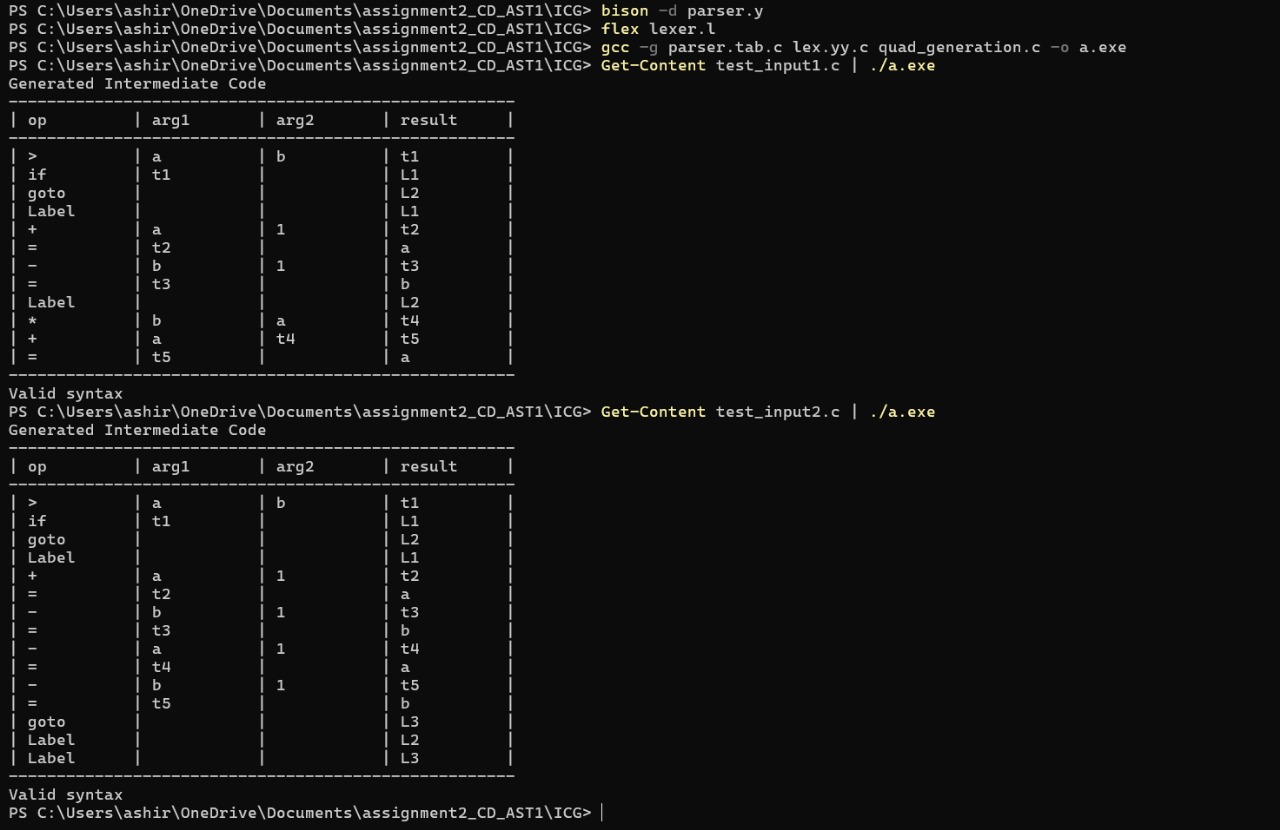 PS C:\Users\ashir\OneDrive\Documents\assignment2_CD_AST1\ICG> bison -d parser.y
PS C:\Users\ashir\OneDrive\Documents\assignment2_CD_AST1\ICG> flex lexer.l
PS C:\Users\ashir\OneDrive\Documents\assignment2_CD_AST1\ICG> gcc -g parser.tab.c lex.yy.c quad_generation.c -o a.exe
PS C:\Users\ashir\OneDrive\Documents\assignment2_CD_AST1\ICG> Get-Content test_input1.c | ./a.exe
Generated Intermediate Code
------------------------------------------------------
| op | arg1 | arg2 | result |
------------------------------------------------------
| > | a | b | t1 |
| if | t1 | | L1 |
| goto | | | L2 |
| Label | | | L1 |
| + | a | 1 | t2 |
| = | t2 | | a |
| - | b | 1 | t3 |
| = | t3 | | b |
| Label | | | L2 |
| * | b | a | t4 |
| + | a | t4 | t5 |
| = | t5 | | a |
------------------------------------------------------
Valid syntax
PS C:\Users\ashir\OneDrive\Documents\assignment2_CD_AST1\ICG> Get-Content test_input2.c | ./a.exe
Generated Intermediate Code
------------------------------------------------------
| op | arg1 | arg2 | result |
------------------------------------------------------
| > | a | b | t1 |
| if | t1 | | L1 |
| goto | | | L2 |
| Label | | | L1 |
| + | a | 1 | t2 |
| = | t2 | | a |
| - | b | 1 | t3 |
| = | t3 | | b |
| - | a | 1 | t4 |
| = | t4 | | a |
| - | b | 1 | t5 |
| = | t5 | | b |
| goto | | | L3 |
| Label | | | L2 |
| Label | | | L3 |
------------------------------------------------------
Valid syntax
PS C:\Users\ashir\OneDrive\Documents\assignment2_CD_AST1\ICG>